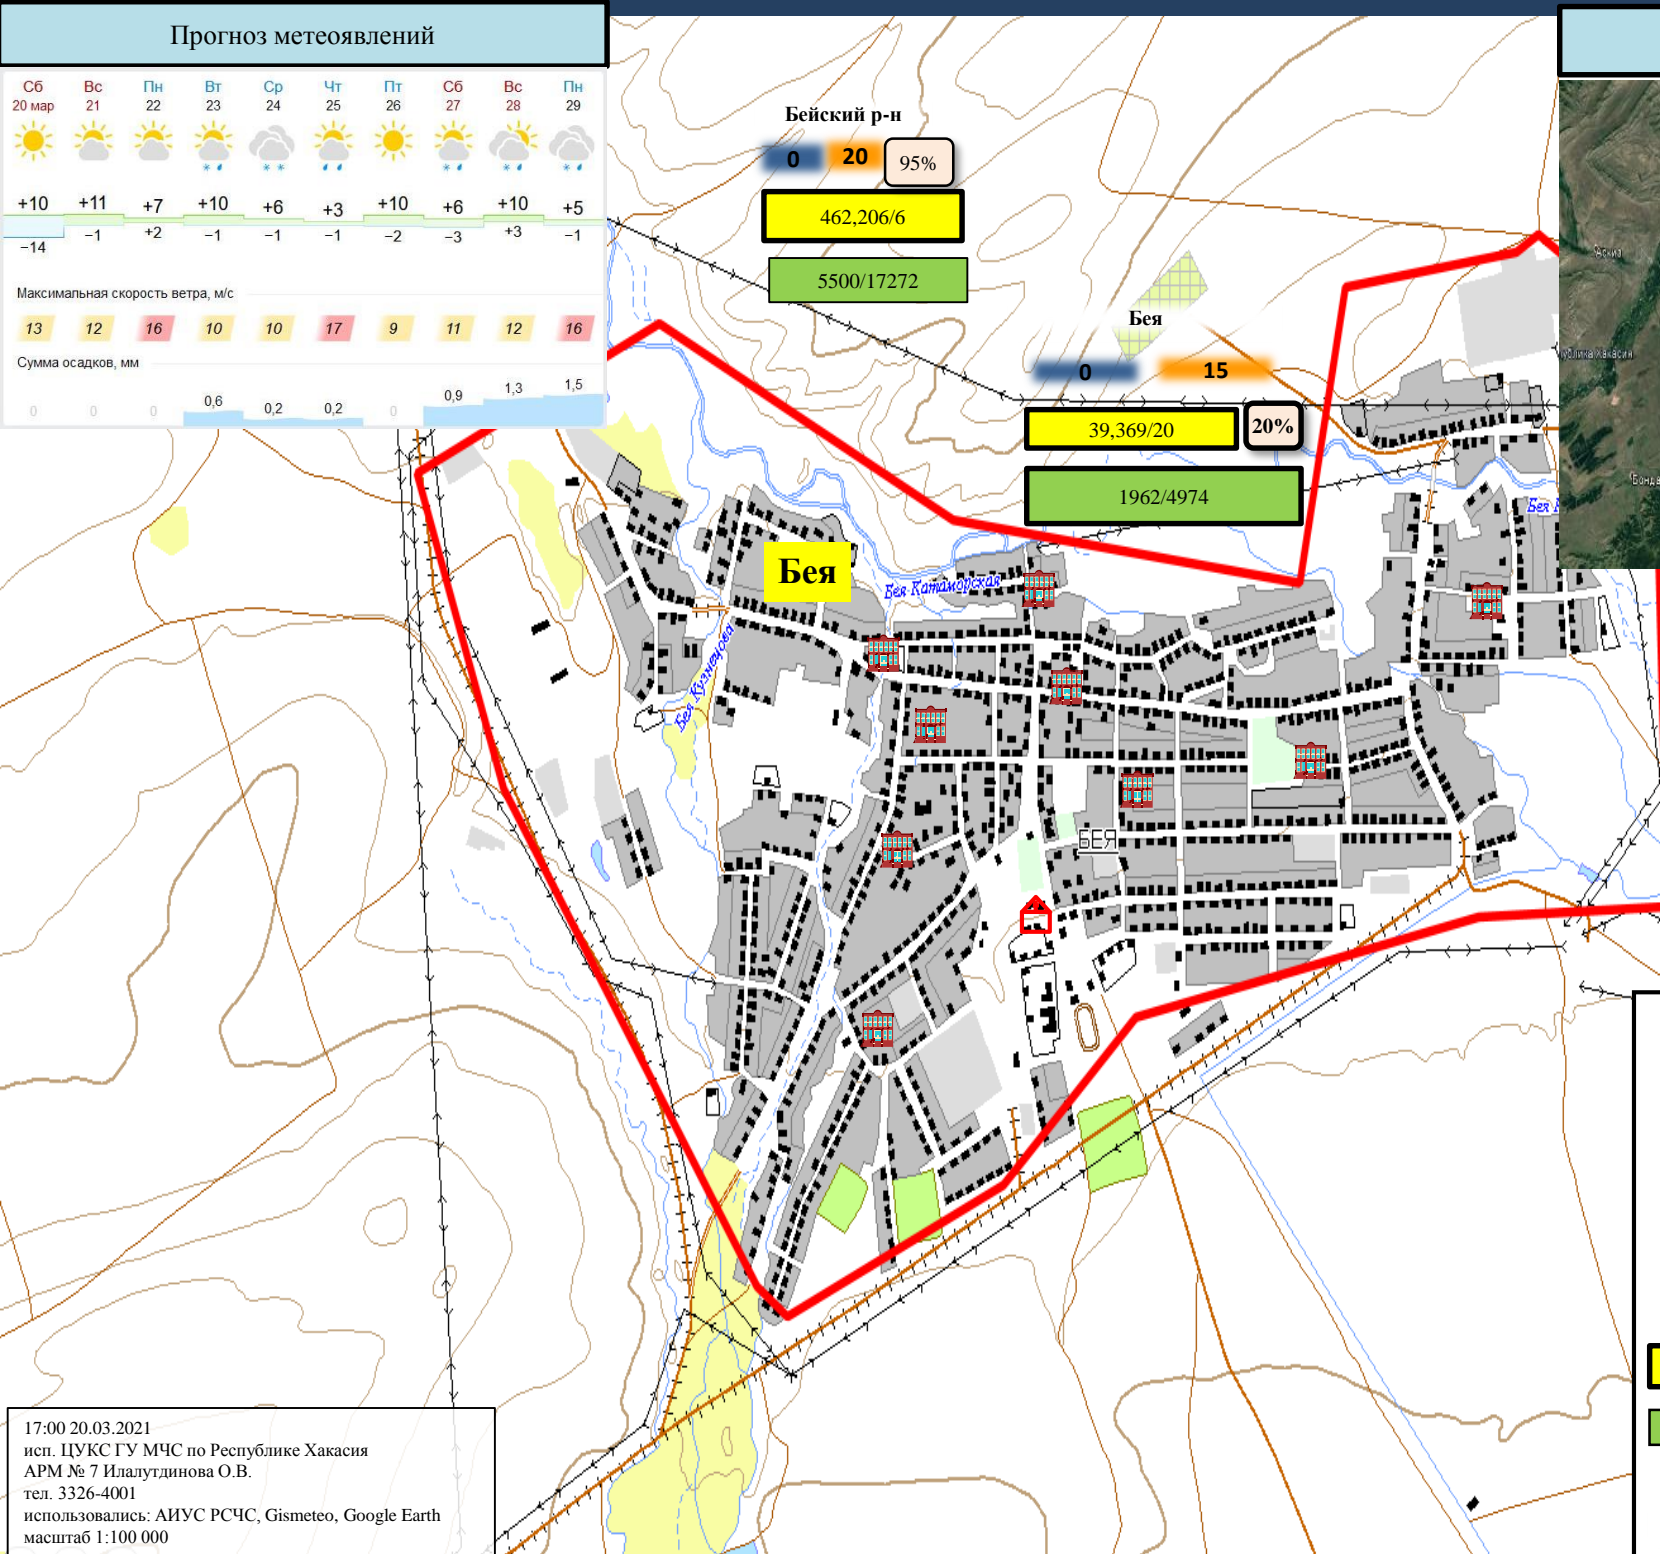 Прогноз метеоявлений
Сб Вс Пн Вт Ср Чт Пт Сб Вс Пн
20 мар 21 22 23 24 25 26 27 28 29
+10 +11 +7 +10 +6 +3 +10 +6 +10 +5
−14 −1 +2 −1 −1 −1 −2 −3 +3 −1
Максимальная скорость ветра, м/с
13 12 16 10 10 17 9 11 12 16
Сумма осадков, мм
0 0 0 0,6 0,2 0,2 0 0,9 1,3 1,5
Бейский р-н
0 20 95%
462,206/6
5500/17272
Бея
0 15
39,369/20 20%
1962/4974
Аскиз
Бея
Бея Катаморская
Бея Кузнецова
БЕЯ
17:00 20.03.2021
исп. ЦУКС ГУ МЧС по Республике Хакасия
АРМ № 7 Илалутдинова О.В.
тел. 3326-4001
использовались: АИУС РСЧС, Gismeteo, Google Earth
масштаб 1:100 000